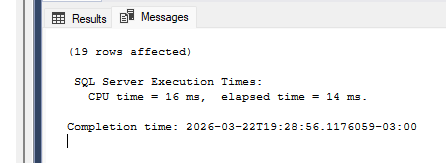 Results Messages
(19 rows affected)
SQL Server Execution Times:
CPU time = 16 ms, elapsed time = 14 ms.
Completion time: 2026-03-22T19:28:56.1176059-03:00